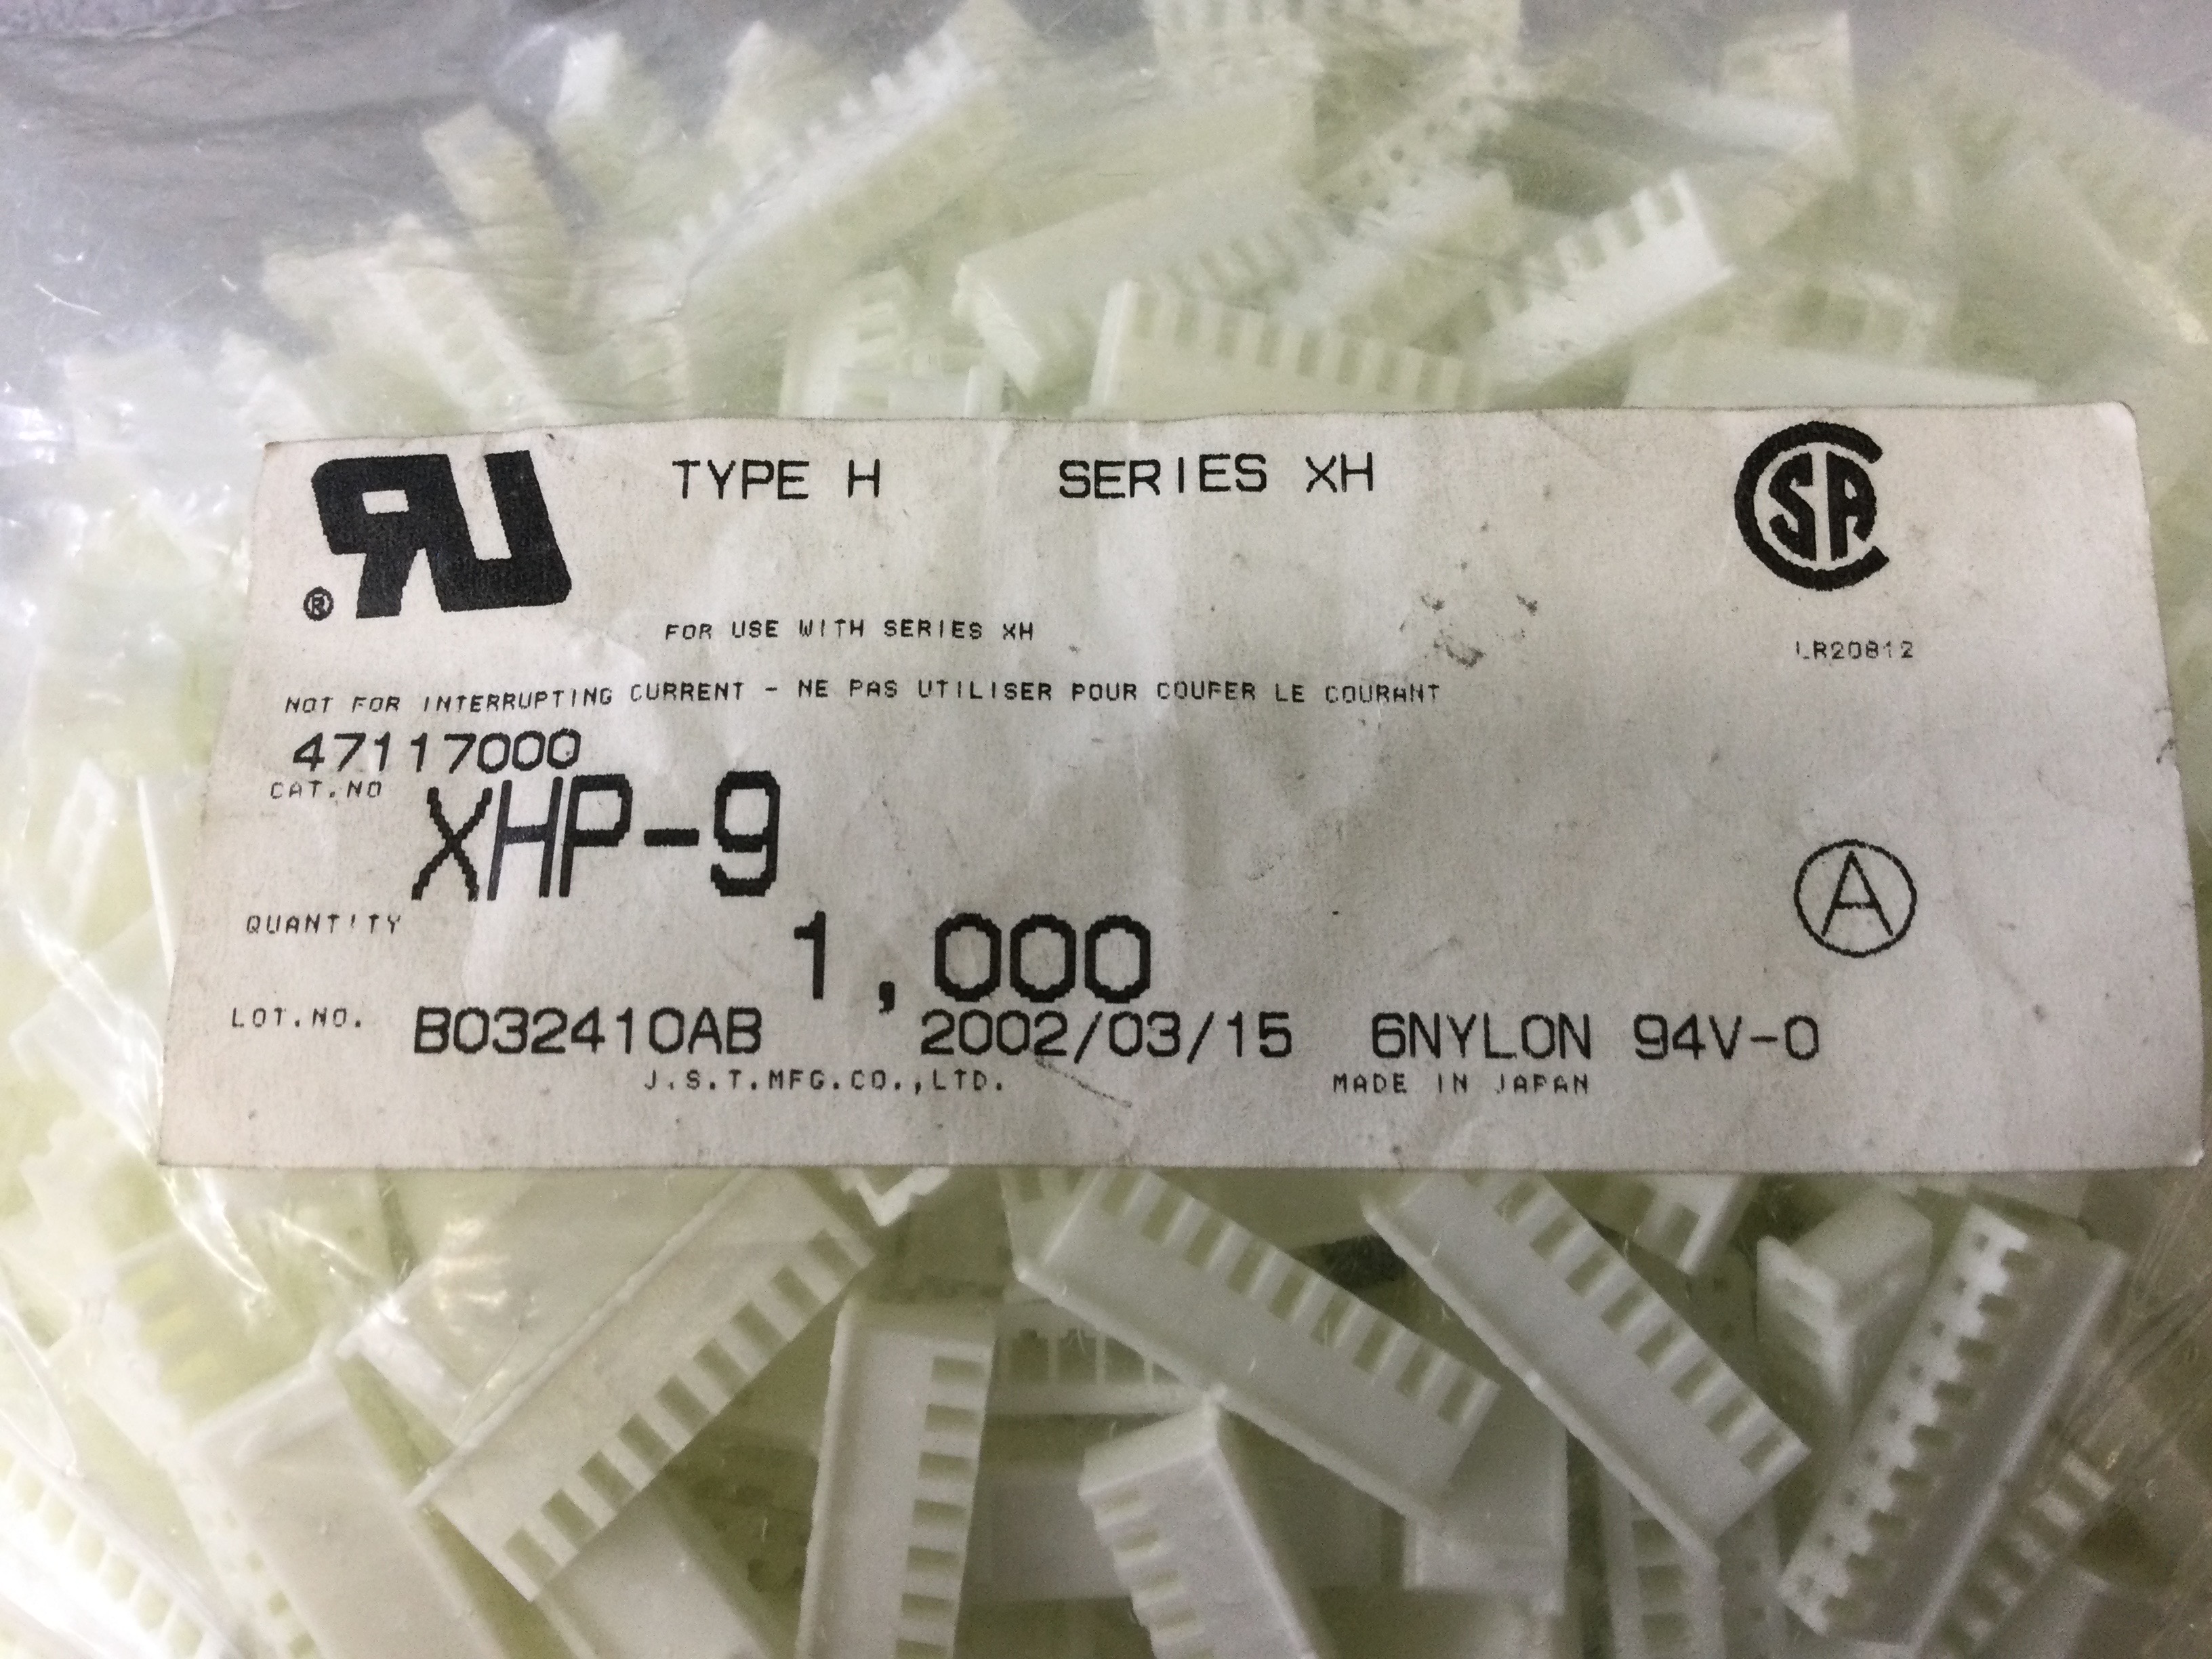 RU TYPE H SERIES XH CSA
®
FOR USE WITH SERIES XH
LR20812
NOT FOR INTERRUPTING CURRENT - NE PAS UTILISER POUR COUPER LE COURANT
47117000
CAT.NO XHP-9
A
QUANTITY 1,000
LOT.NO. B032410AB 2002/03/15 6NYLON 94V-0
J.S.T.MFG.CO.,LTD. MADE IN JAPAN